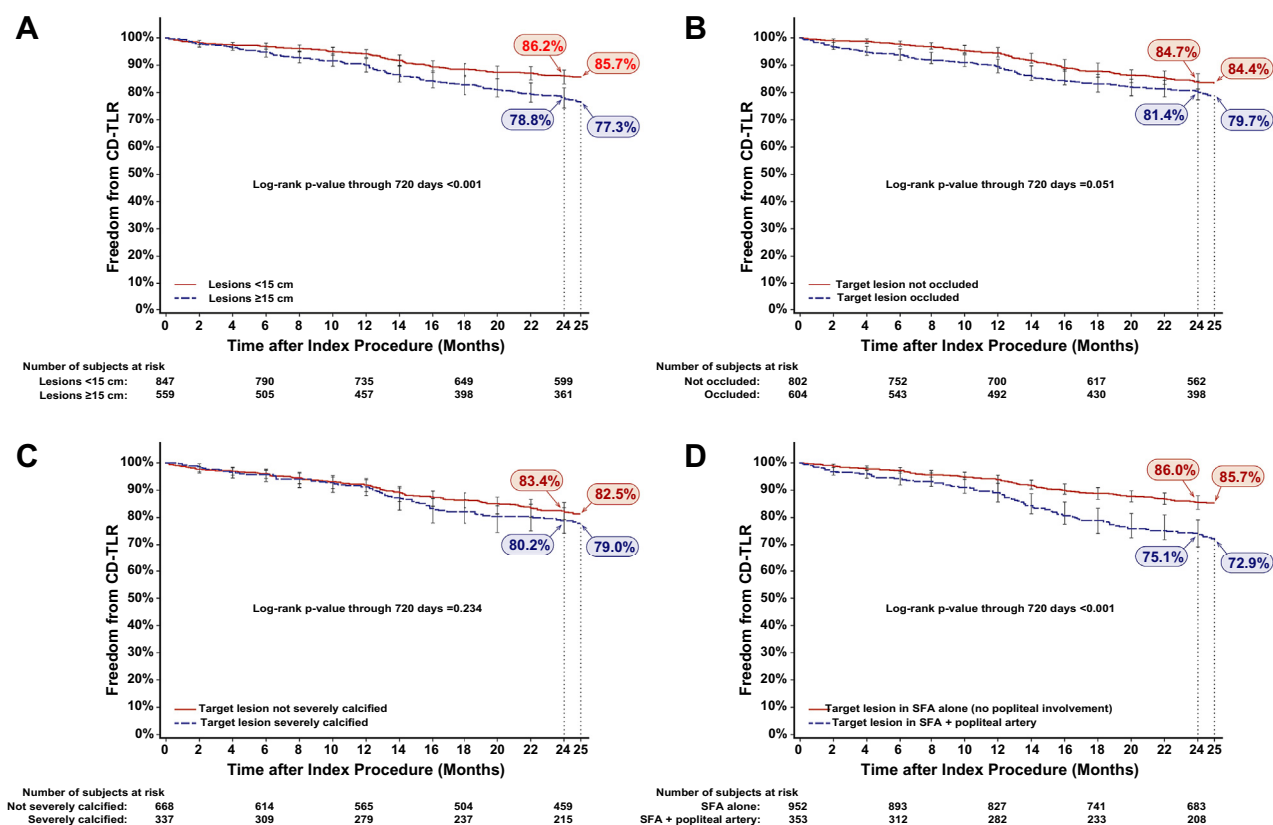 A
Freedom from CD-TLR
100%
90%
80%
70%
60%
50%
40%
30%
20%
10%
0%
86.2%
85.7%
78.8%
77.3%
Log-rank p-value through 720 days <0.001
Lesions <15 cm
Lesions ≥15 cm
0 2 4 6 8 10 12 14 16 18 20 22 24 25
Time after Index Procedure (Months)
Number of subjects at risk
Lesions <15 cm: 847 790 735 649 599
Lesions ≥15 cm: 559 505 457 398 361
B
Freedom from CD-TLR
100%
90%
80%
70%
60%
50%
40%
30%
20%
10%
0%
84.7%
84.4%
81.4%
79.7%
Log-rank p-value through 720 days =0.051
Target lesion not occluded
Target lesion occluded
0 2 4 6 8 10 12 14 16 18 20 22 24 25
Time after Index Procedure (Months)
Number of subjects at risk
Not occluded: 802 752 700 617 562
Occluded: 604 543 492 430 398
C
Freedom from CD-TLR
100%
90%
80%
70%
60%
50%
40%
30%
20%
10%
0%
83.4%
82.5%
80.2%
79.0%
Log-rank p-value through 720 days =0.234
Target lesion not severely calcified
Target lesion severely calcified
0 2 4 6 8 10 12 14 16 18 20 22 24 25
Time after Index Procedure (Months)
Number of subjects at risk
Not severely calcified: 668 614 565 504 459
Severely calcified: 337 309 279 237 215
D
Freedom from CD-TLR
100%
90%
80%
70%
60%
50%
40%
30%
20%
10%
0%
86.0%
85.7%
75.1%
72.9%
Log-rank p-value through 720 days <0.001
Target lesion in SFA alone (no popliteal involvement)
Target lesion in SFA + popliteal artery
0 2 4 6 8 10 12 14 16 18 20 22 24 25
Time after Index Procedure (Months)
Number of subjects at risk
SFA alone: 952 893 827 741 683
SFA + popliteal artery: 353 312 282 233 208